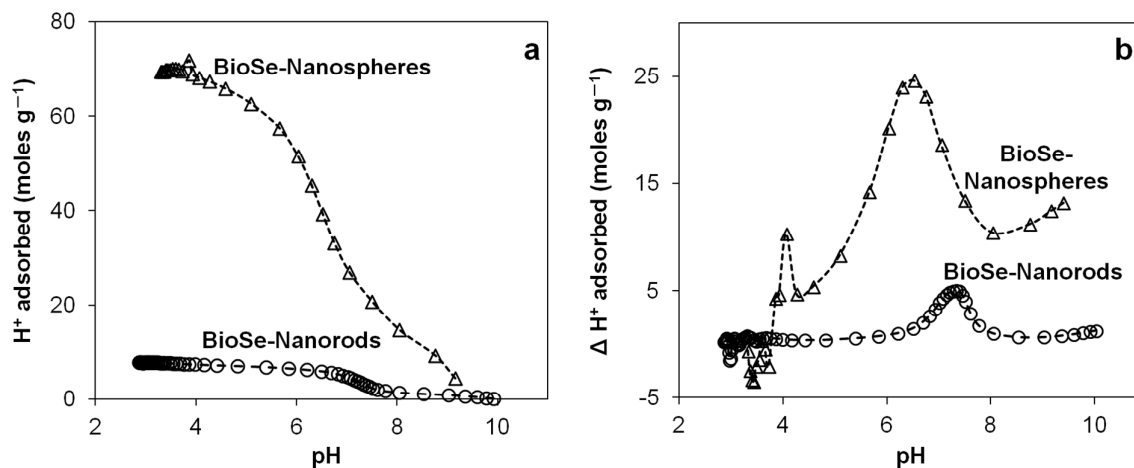 a
80
60
40
20
0
2
4
6
8
10
H⁺ adsorbed (moles g⁻¹)
pH
BioSe-Nanospheres
BioSe-Nanorods
b
25
15
5
-5
2
4
6
8
10
Δ H⁺ adsorbed (moles g⁻¹)
pH
BioSe-
Nanospheres
BioSe-Nanorods